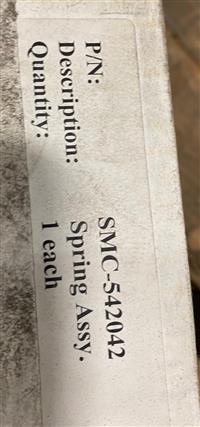 P/N: SMC-542042
Description: Spring Assy.
Quantity: 1 each